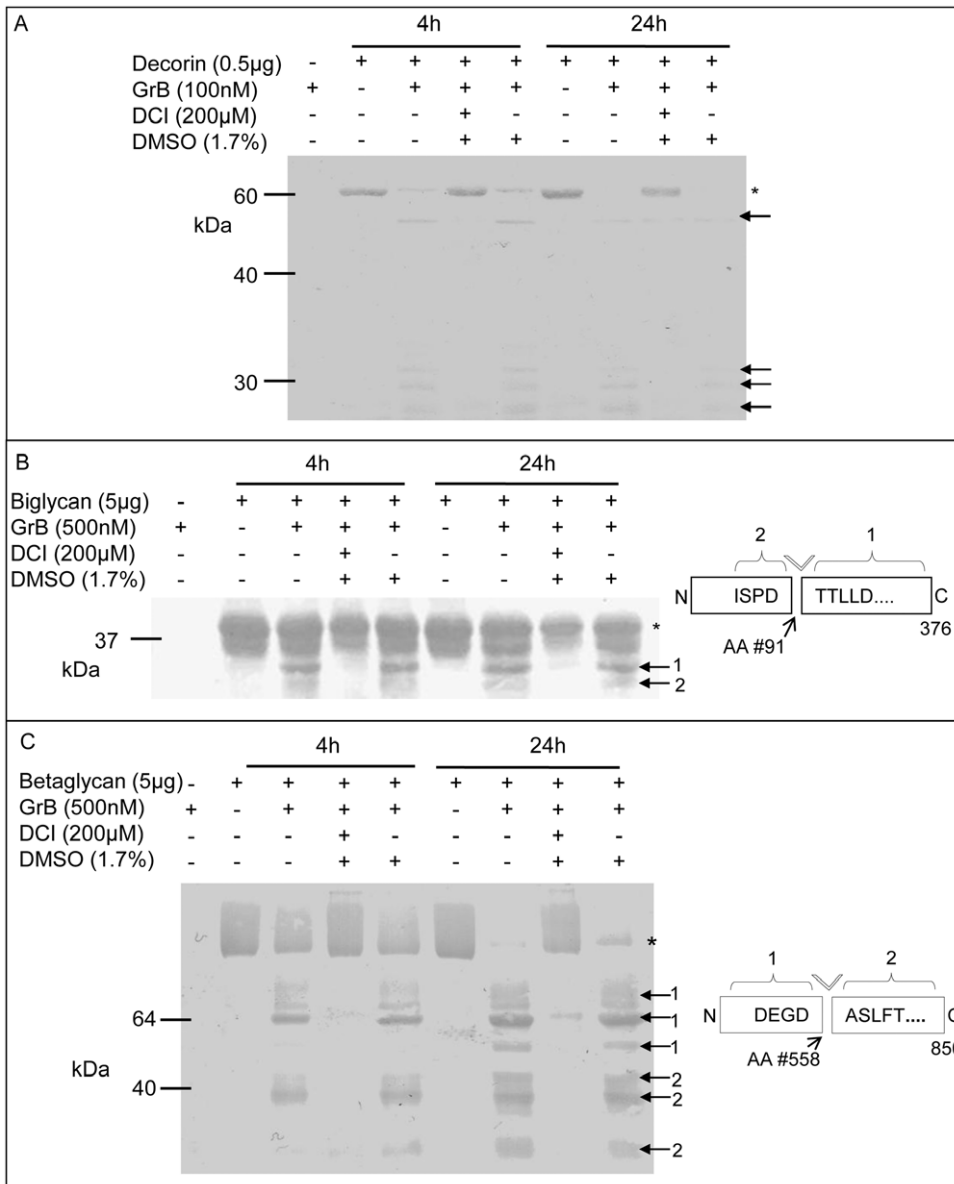 A
4h 24h
Decorin (0.5µg) - + + + + + + + +
GrB (100nM) + - + + + - + + +
DCI (200µM) - - - + - - - + -
DMSO (1.7%) - - - + + - - + +
60 *
kDa
40
30
B
4h 24h
Biglycan (5µg) - + + + + + + + +
GrB (500nM) + - + + + - + + +
DCI (200µM) - - - + - - - + -
DMSO (1.7%) - - - + + - - + +
37 *
kDa
1
2
2 1
N ISPD TTLLD.... C
AA #91 376
C
4h 24h
Betaglycan (5µg) - + + + + + + + +
GrB (500nM) + - + + + - + + +
DCI (200µM) - - - + - - - + -
DMSO (1.7%) - - - + + - - + +
*
1
64 1
1
kDa 2
40 2
2
1 2
N DEGD ASLFT....
AA #558